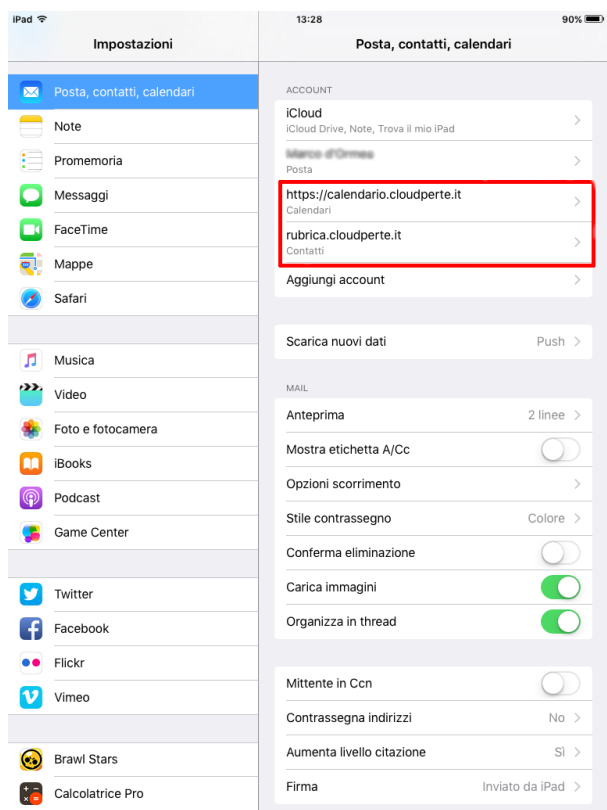 iPad 13:28 90%
Impostazioni
Posta, contatti, calendari
Note
Promemoria
Messaggi
FaceTime
Mappe
Safari
Musica
Video
Foto e fotocamera
iBooks
Podcast
Game Center
Twitter
Facebook
Flickr
Vimeo
Brawl Stars
Calcolatrice Pro
Posta, contatti, calendari
ACCOUNT
iCloud
iCloud Drive, Note, Trova il mio iPad
Posta
https://calendario.cloudperte.it
Calendari
rubrica.cloudperte.it
Contatti
Aggiungi account
Scarica nuovi dati Push
MAIL
Anteprima 2 linee
Mostra etichetta A/Cc
Opzioni scorrimento
Stile contrassegno Colore
Conferma eliminazione
Carica immagini
Organizza in thread
Mittente in Ccn
Contrassegna indirizzi No
Aumenta livello citazione Sì
Firma Inviato da iPad